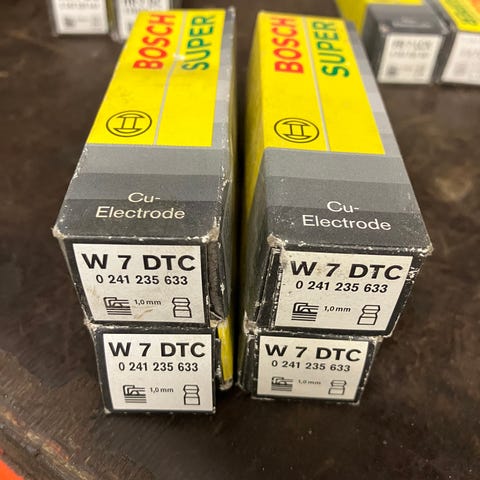 BOSCH
SUPER
Cu-
Electrode
W 7 DTC
0 241 235 633
1,0 mm
BOSCH
SUPER
Cu-
Electrode
W 7 DTC
0 241 235 633
1,0 mm
W 7 DTC
0 241 235 633
1,0 mm
W 7 DTC
0 241 235 633
1,0 mm